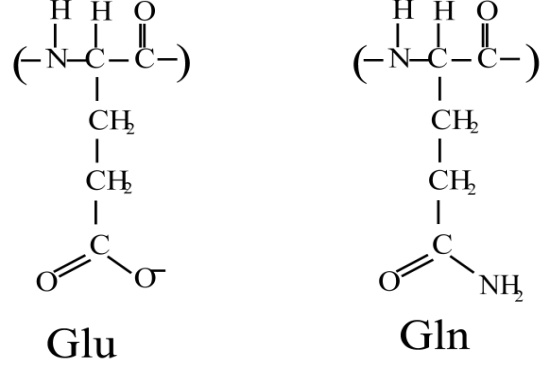 H H O H H O
(–N–C–C–) (–N–C–C–)
CH₂ CH₂
CH₂ CH₂
C C
O O⁻ O NH₂
Glu Gln